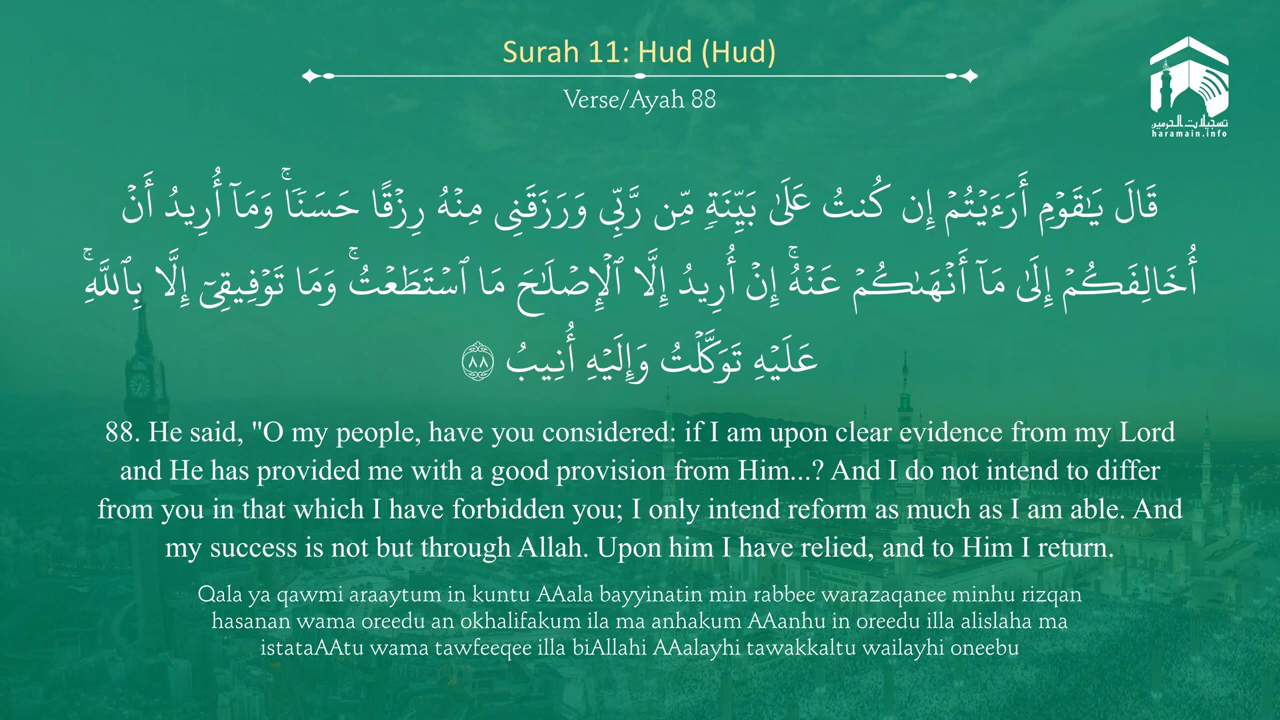 Surah 11: Hud (Hud)
Verse/Ayah 88
تسجيلات الحرمين
haramain.info
قَالَ يَـٰقَوْمِ أَرَءَيْتُمْ إِن كُنتُ عَلَىٰ بَيِّنَةٍ مِّن رَّبِّى وَرَزَقَنِى مِنْهُ رِزْقًا حَسَنًا ۚ وَمَآ أُرِيدُ أَنْ
أُخَالِفَكُمْ إِلَىٰ مَآ أَنْهَىٰكُمْ عَنْهُ ۚ إِنْ أُرِيدُ إِلَّا ٱلْإِصْلَـٰحَ مَا ٱسْتَطَعْتُ ۚ وَمَا تَوْفِيقِىٓ إِلَّا بِٱللَّهِ ۚ
عَلَيْهِ تَوَكَّلْتُ وَإِلَيْهِ أُنِيبُ ٨٨
88. He said, "O my people, have you considered: if I am upon clear evidence from my Lord
and He has provided me with a good provision from Him...? And I do not intend to differ
from you in that which I have forbidden you; I only intend reform as much as I am able. And
my success is not but through Allah. Upon him I have relied, and to Him I return.
Qala ya qawmi araaytum in kuntu AAala bayyinatin min rabbee warazaqanee minhu rizqan
hasanan wama oreedu an okhalifakum ila ma anhakum AAanhu in oreedu illa alislaha ma
istataAAtu wama tawfeeqee illa biAllahi AAalayhi tawakkaltu wailayhi oneebu